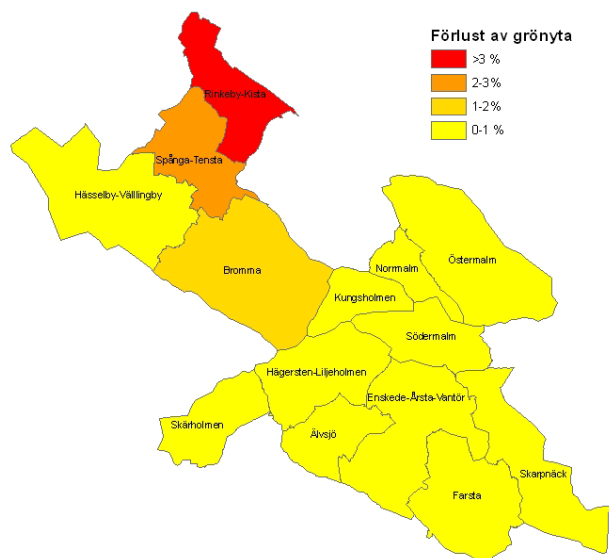 Förlust av grönyta
>3 %
2-3%
1-2%
0-1 %
Rinkeby-Kista
Spånga-Tensta
Hässelby-Välllingby
Bromma
Östermalm
Norrmalm
Kungsholmen
Södermalm
Hägersten-Liljeholmen
Enskede-Årsta-Vantör
Skärholmen
Älvsjö
Skarpnäck
Farsta